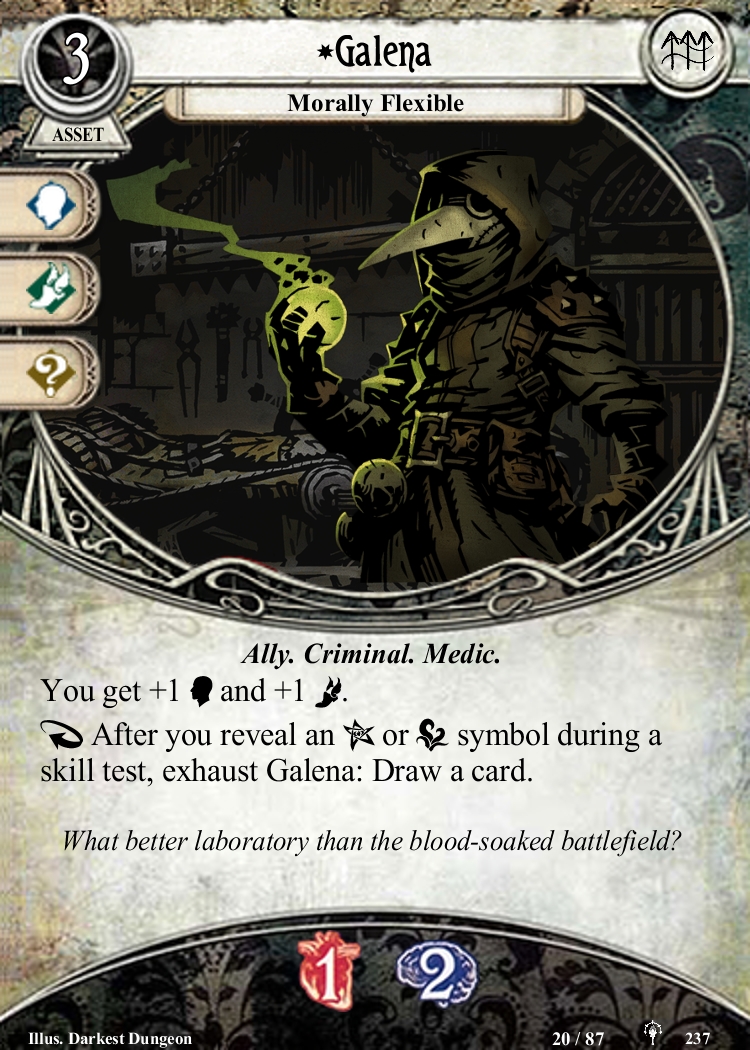 3
*Galena
ASSET
Morally Flexible
?
Ally. Criminal. Medic.
You get +1 and +1 .
After you reveal an or symbol during a
skill test, exhaust Galena: Draw a card.
What better laboratory than the blood-soaked battlefield?
1 2
Illus. Darkest Dungeon 20 / 87 237